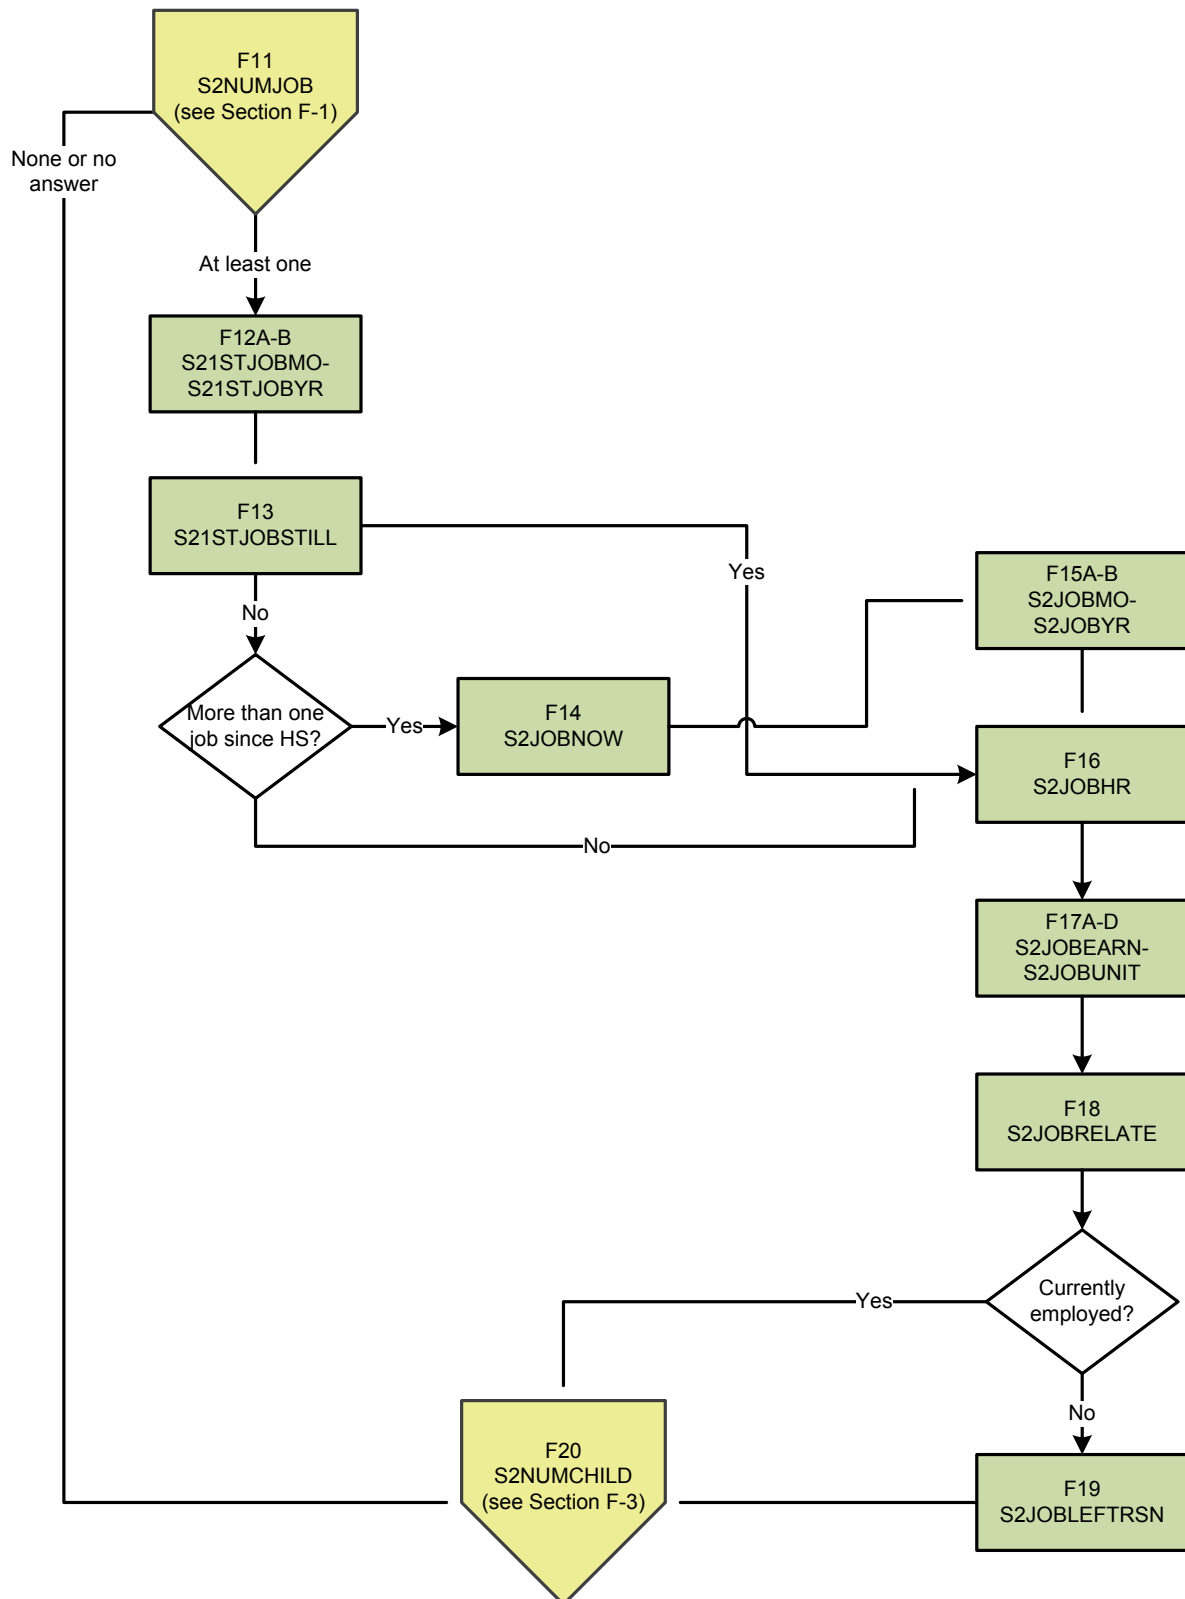 F11
S2NUMJOB
(see Section F-1)
None or no
answer
At least one
F12A-B
S21STJOBMO-
S21STJOBYR
F13
S21STJOBSTILL
Yes
No
More than one
job since HS?
Yes
F14
S2JOBNOW
F15A-B
S2JOBMO-
S2JOBYR
F16
S2JOBHR
No
F17A-D
S2JOBEARN-
S2JOBUNIT
F18
S2JOBRELATE
Currently
employed?
Yes
No
F20
S2NUMCHILD
(see Section F-3)
F19
S2JOBLEFTRSN